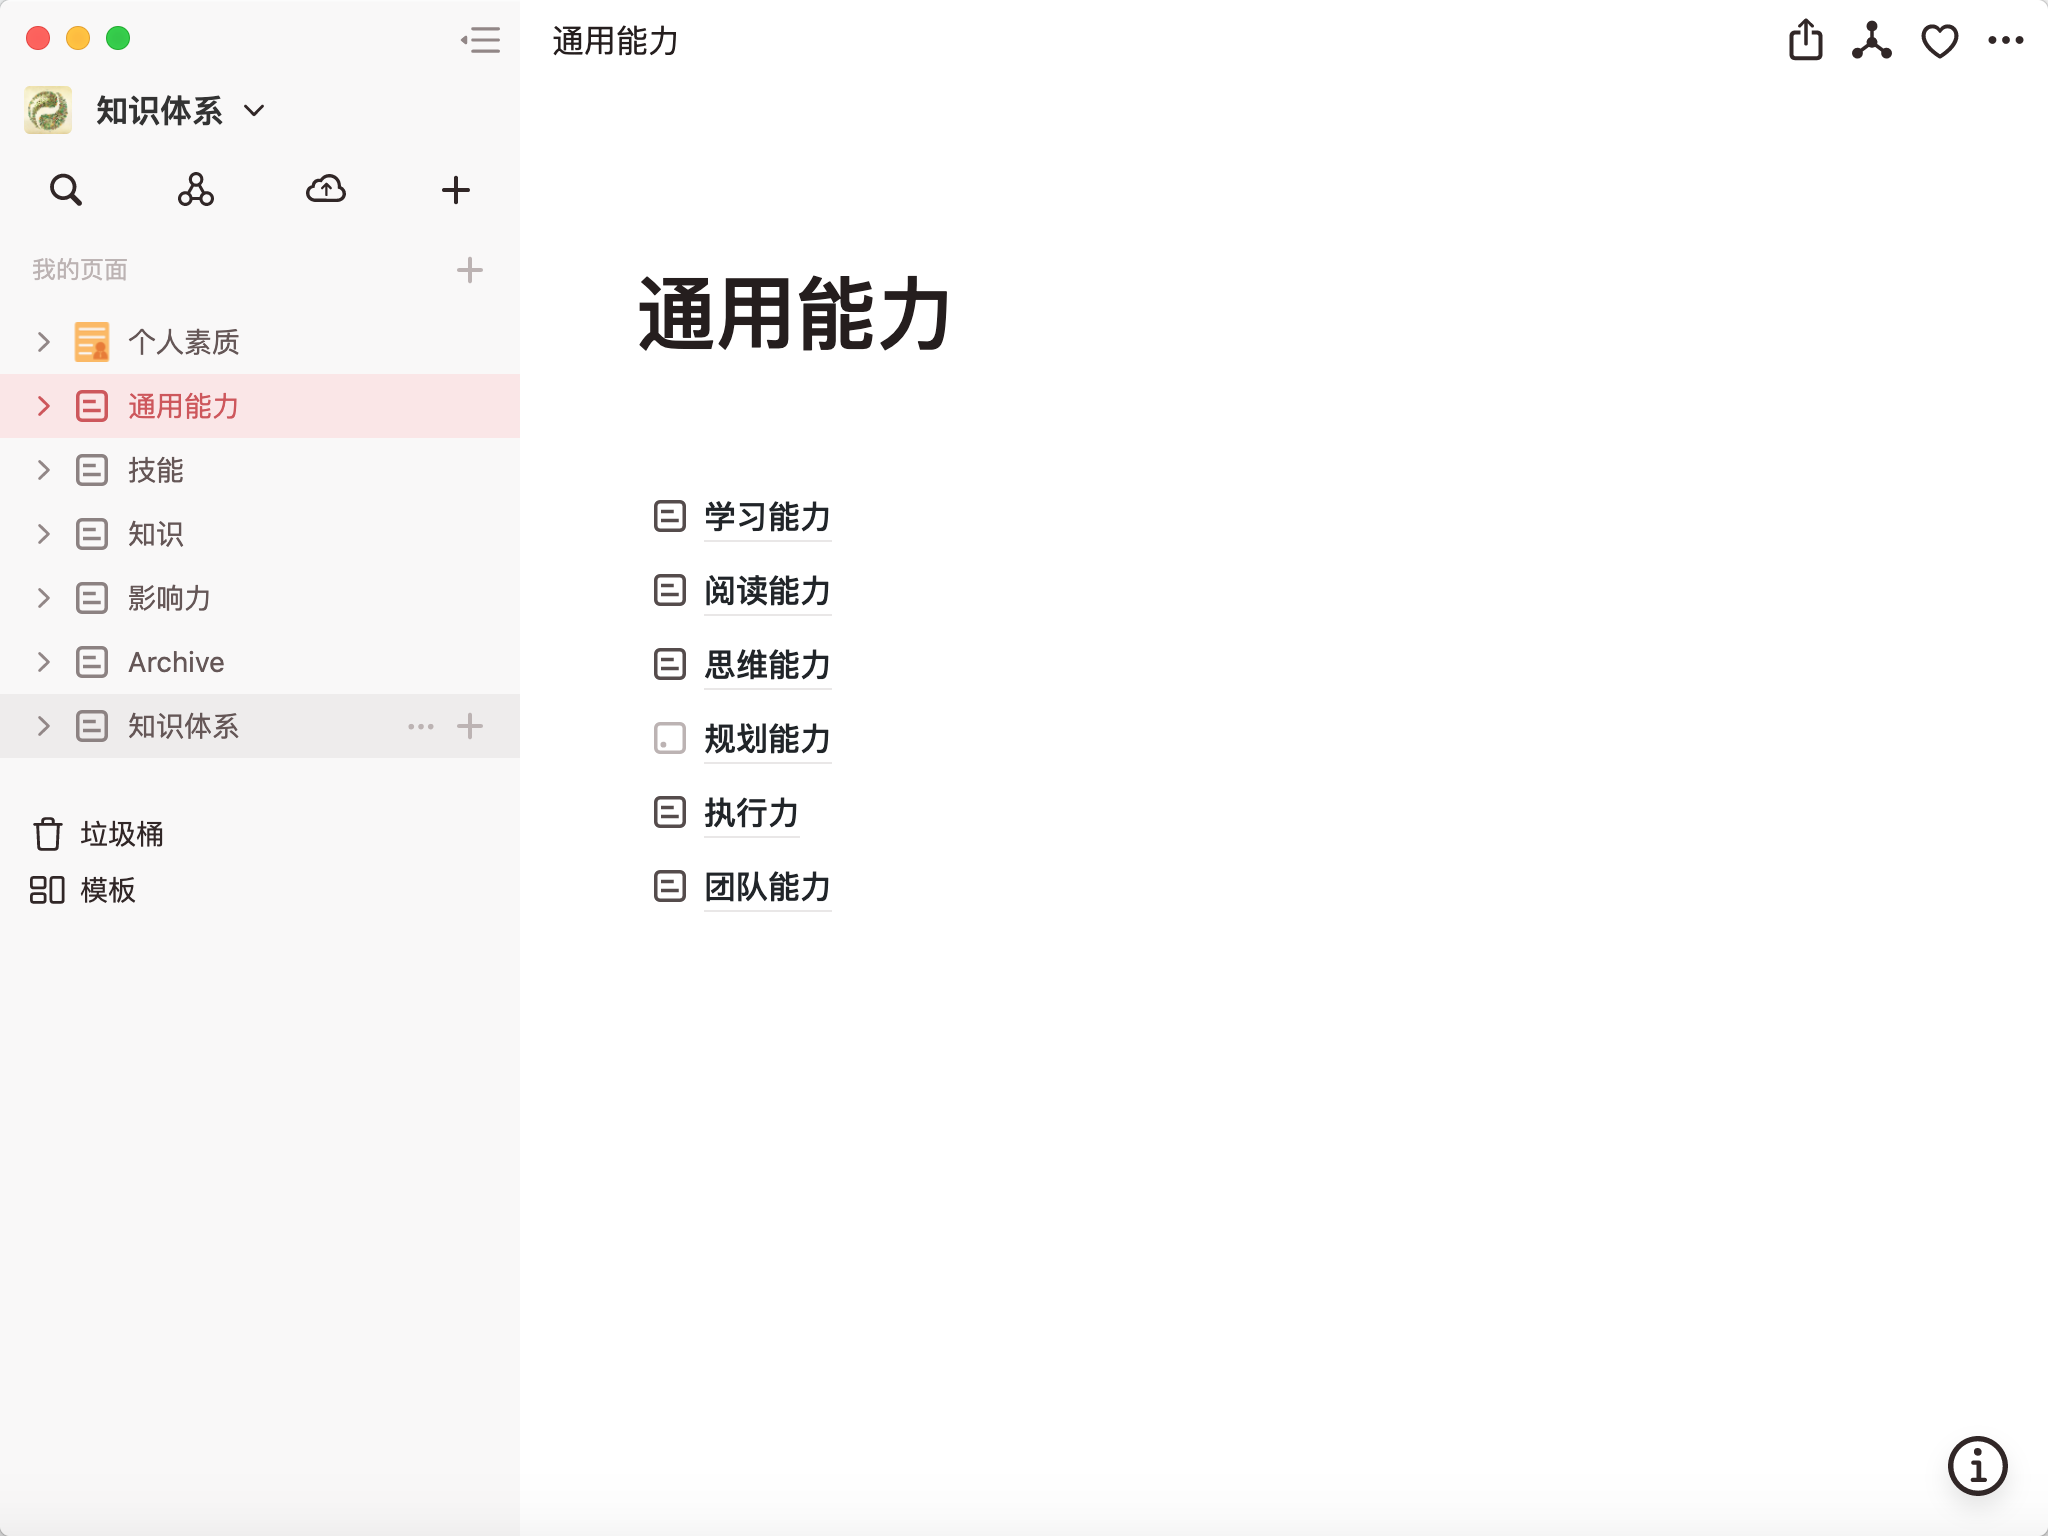 通用能力
知识体系
我的页面
个人素质
通用能力
技能
知识
影响力
Archive
知识体系
垃圾桶
模板
通用能力
学习能力
阅读能力
思维能力
规划能力
执行力
团队能力